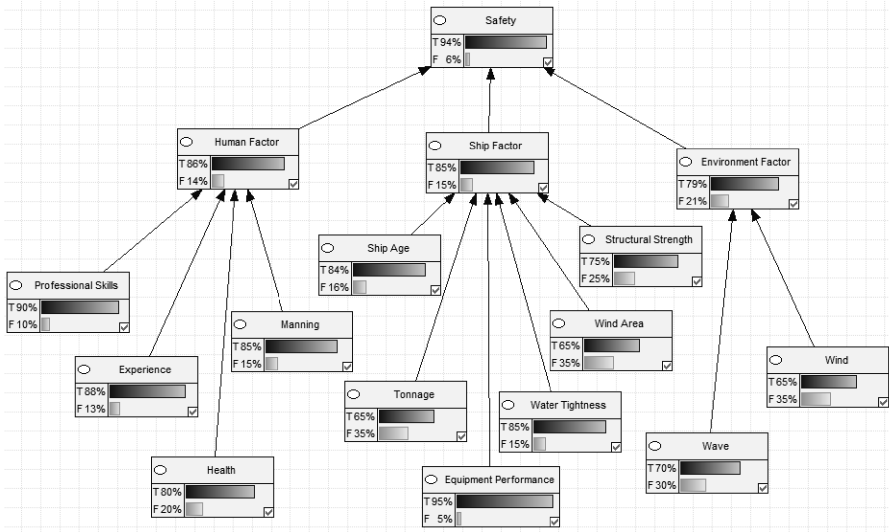 Safety
T 94%
F 6%
Human Factor
T 86%
F 14%
Ship Factor
T 85%
F 15%
Environment Factor
T 79%
F 21%
Ship Age
T 84%
F 16%
Structural Strength
T 75%
F 25%
Professional Skills
T 90%
F 10%
Manning
T 85%
F 15%
Wind Area
T 65%
F 35%
Experience
T 88%
F 13%
Wind
T 65%
F 35%
Tonnage
T 65%
F 35%
Water Tightness
T 85%
F 15%
Wave
T 70%
F 30%
Health
T 80%
F 20%
Equipment Performance
T 95%
F 5%